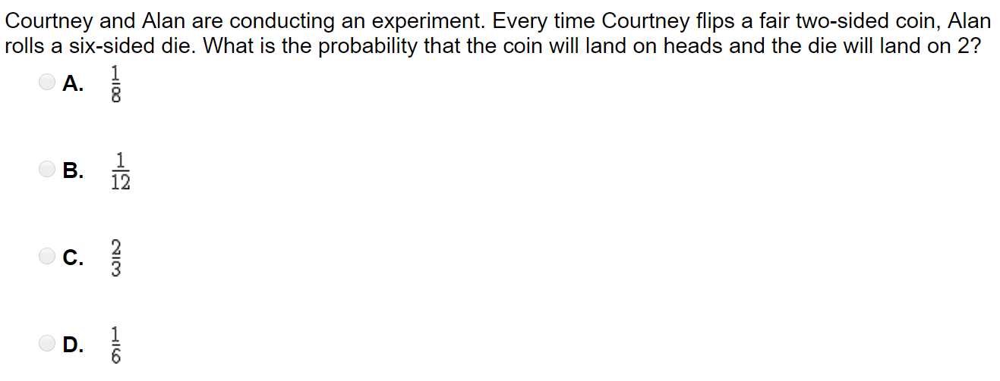 Courtney and Alan are conducting an experiment. Every time Courtney flips a fair two-sided coin, Alan
rolls a six-sided die. What is the probability that the coin will land on heads and the die will land on 2?
A. 1/8
B. 1/12
C. 2/3
D. 1/6